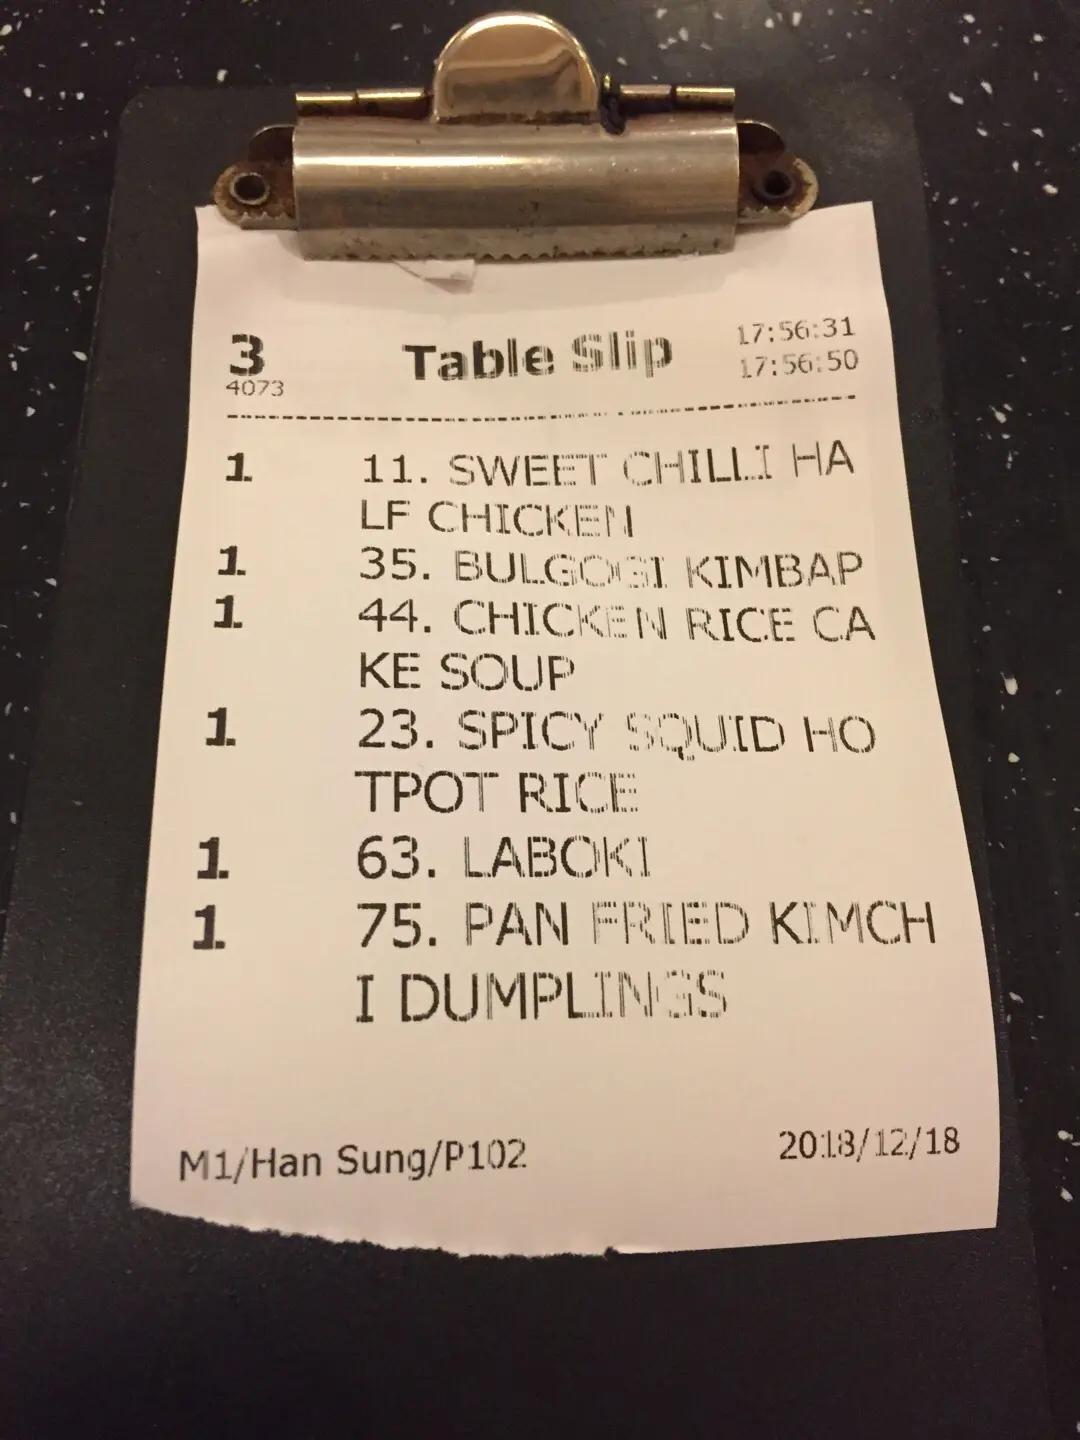 3 Table Slip 17:56:31
4073 17:56:50
1 11. SWEET CHILLI HA
LF CHICKEN
1 35. BULGOGI KIMBAP
1 44. CHICKEN RICE CA
KE SOUP
1 23. SPICY SQUID HO
TPOT RICE
1 63. LABOKI
1 75. PAN FRIED KIMCH
I DUMPLINGS
M1/Han Sung/P102 2018/12/18